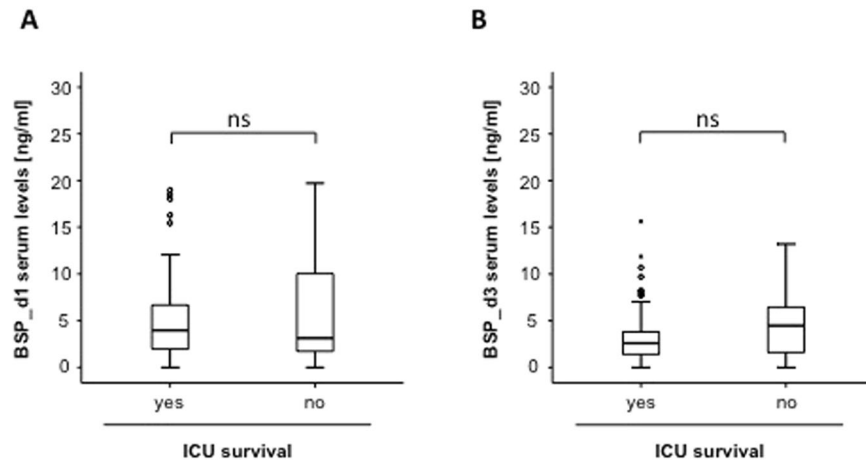 A
BSP_d1 serum levels [ng/ml]
30
25
20
15
10
5
0
ns
yes no
ICU survival
B
BSP_d3 serum levels [ng/ml]
30
25
20
15
10
5
0
ns
yes no
ICU survival